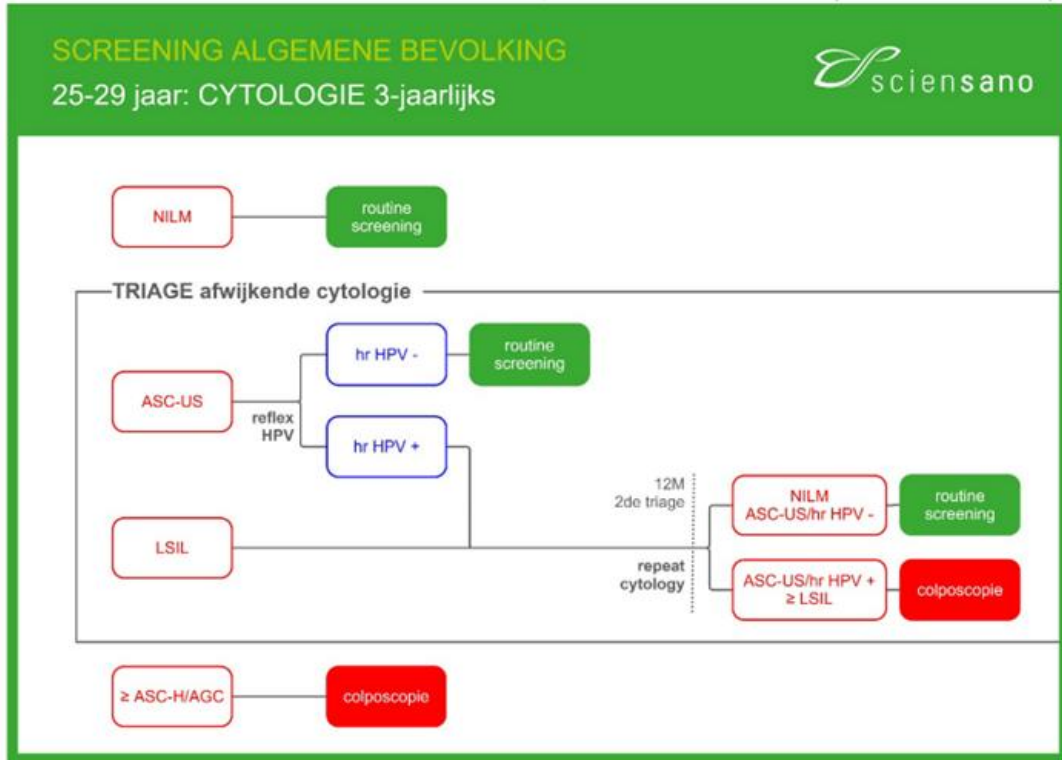 SCREENING ALGEMENE BEVOLKING
25-29 jaar: CYTOLOGIE 3-jaarlijks
sciensano
NILM
routine
screening
TRIAGE afwijkende cytologie
hr HPV -
routine
screening
ASC-US
reflex
HPV
hr HPV +
12M
2de triage
NILM
ASC-US/hr HPV -
routine
screening
LSIL
repeat
cytology
ASC-US/hr HPV +
≥ LSIL
colposcopie
≥ ASC-H/AGC
colposcopie